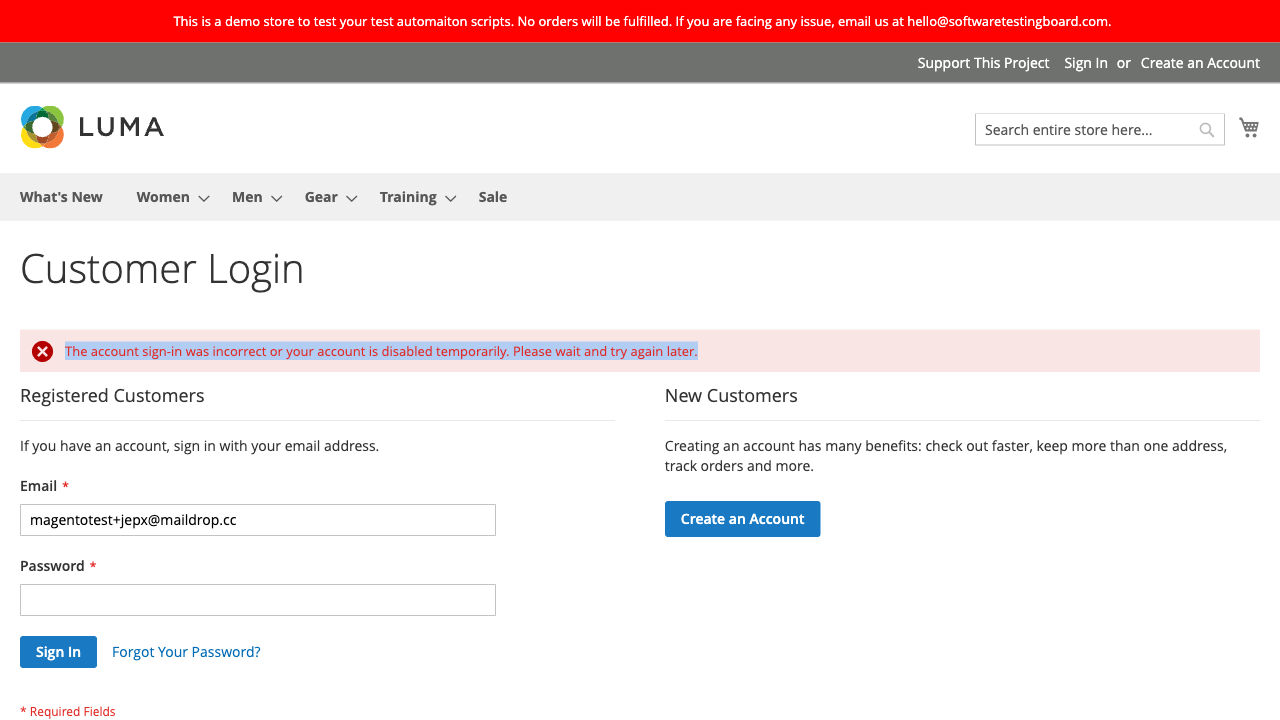 This is a demo store to test your test automaiton scripts. No orders will be fulfilled. If you are facing any issue, email us at hello@softwaretestingboard.com.
Support This Project Sign In or Create an Account
LUMA
Search entire store here...
What's New Women Men Gear Training Sale
Customer Login
The account sign-in was incorrect or your account is disabled temporarily. Please wait and try again later.
Registered Customers
If you have an account, sign in with your email address.
Email *
magentotest+jepx@maildrop.cc
Password *
Sign In Forgot Your Password?
* Required Fields
New Customers
Creating an account has many benefits: check out faster, keep more than one address,
track orders and more.
Create an Account